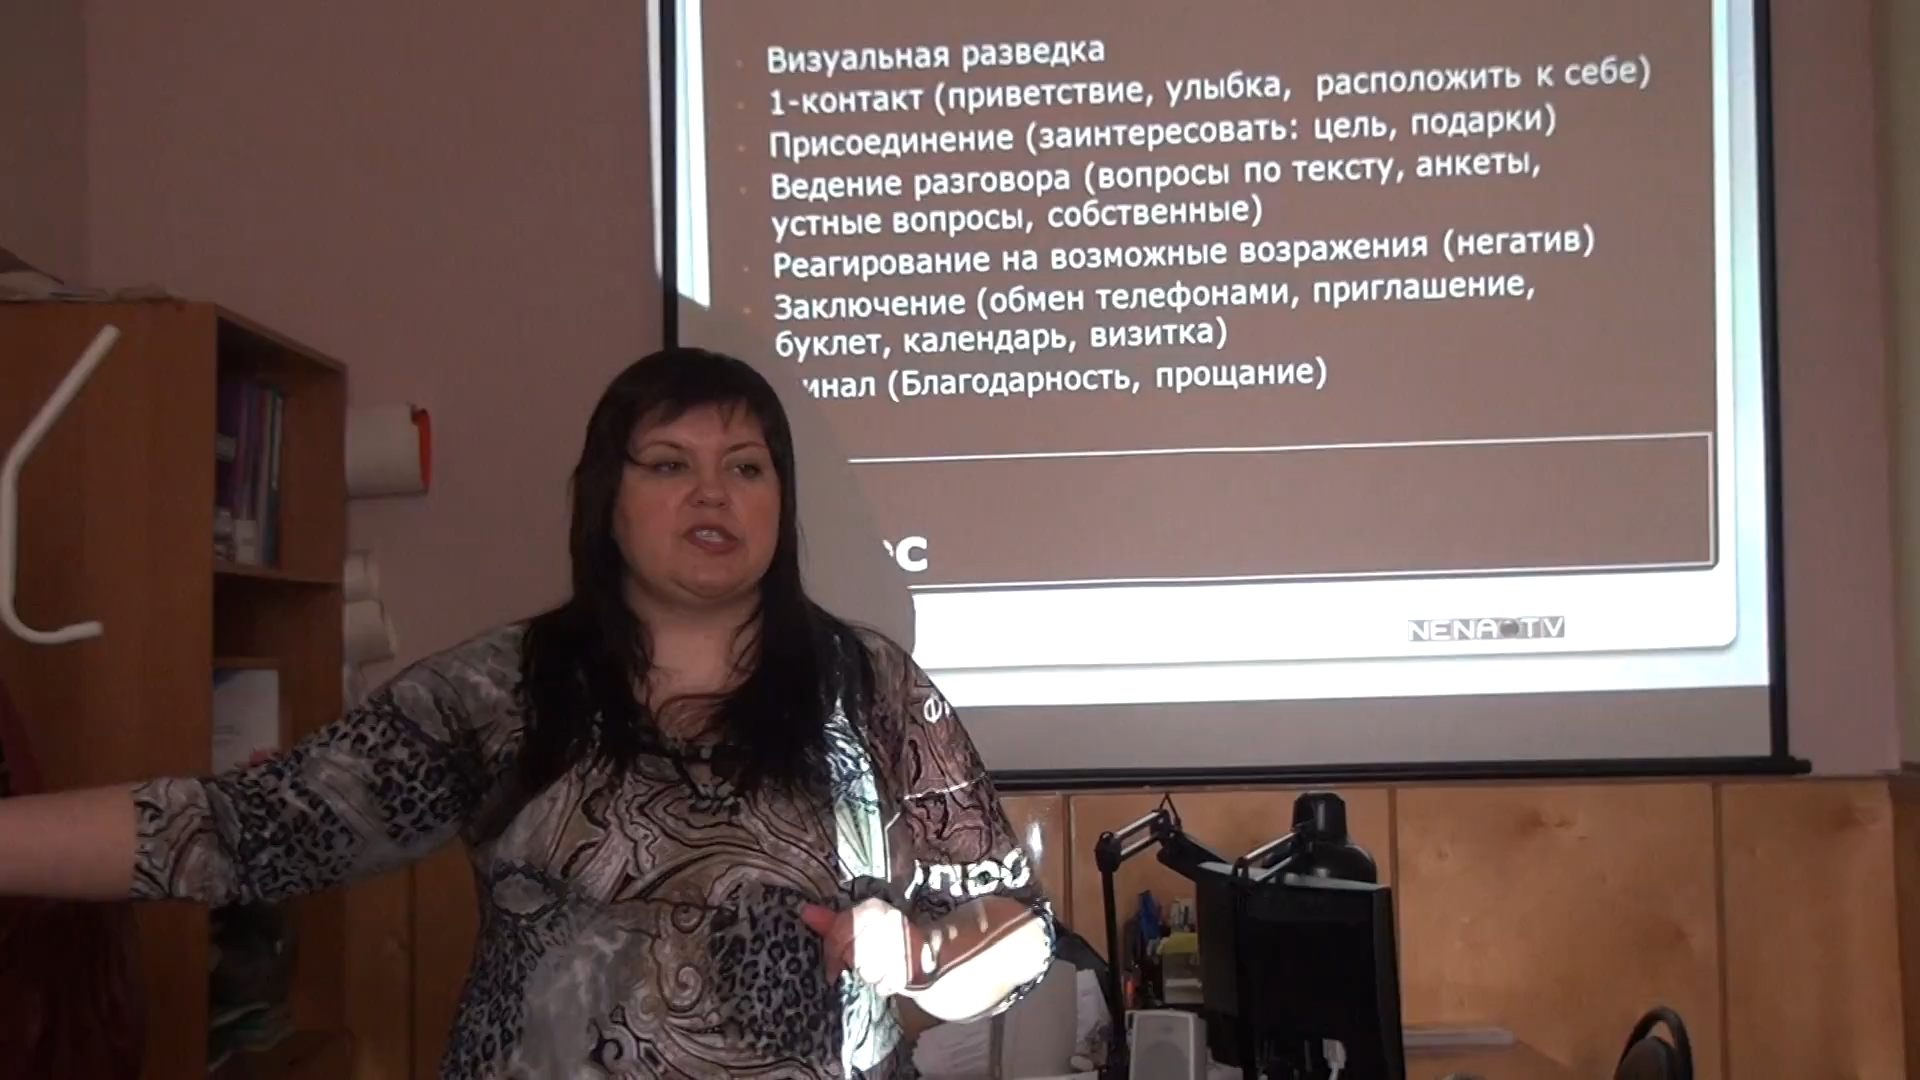 Визуальная разведка
1-контакт (приветствие, улыбка, расположить к себе)
Присоединение (заинтересовать: цель, подарки)
Ведение разговора (вопросы по тексту, анкеты,
устные вопросы, собственные)
Реагирование на возможные возражения (негатив)
Заключение (обмен телефонами, приглашение,
буклет, календарь, визитка)
инал (Благодарность, прощание)
с
NENA TV